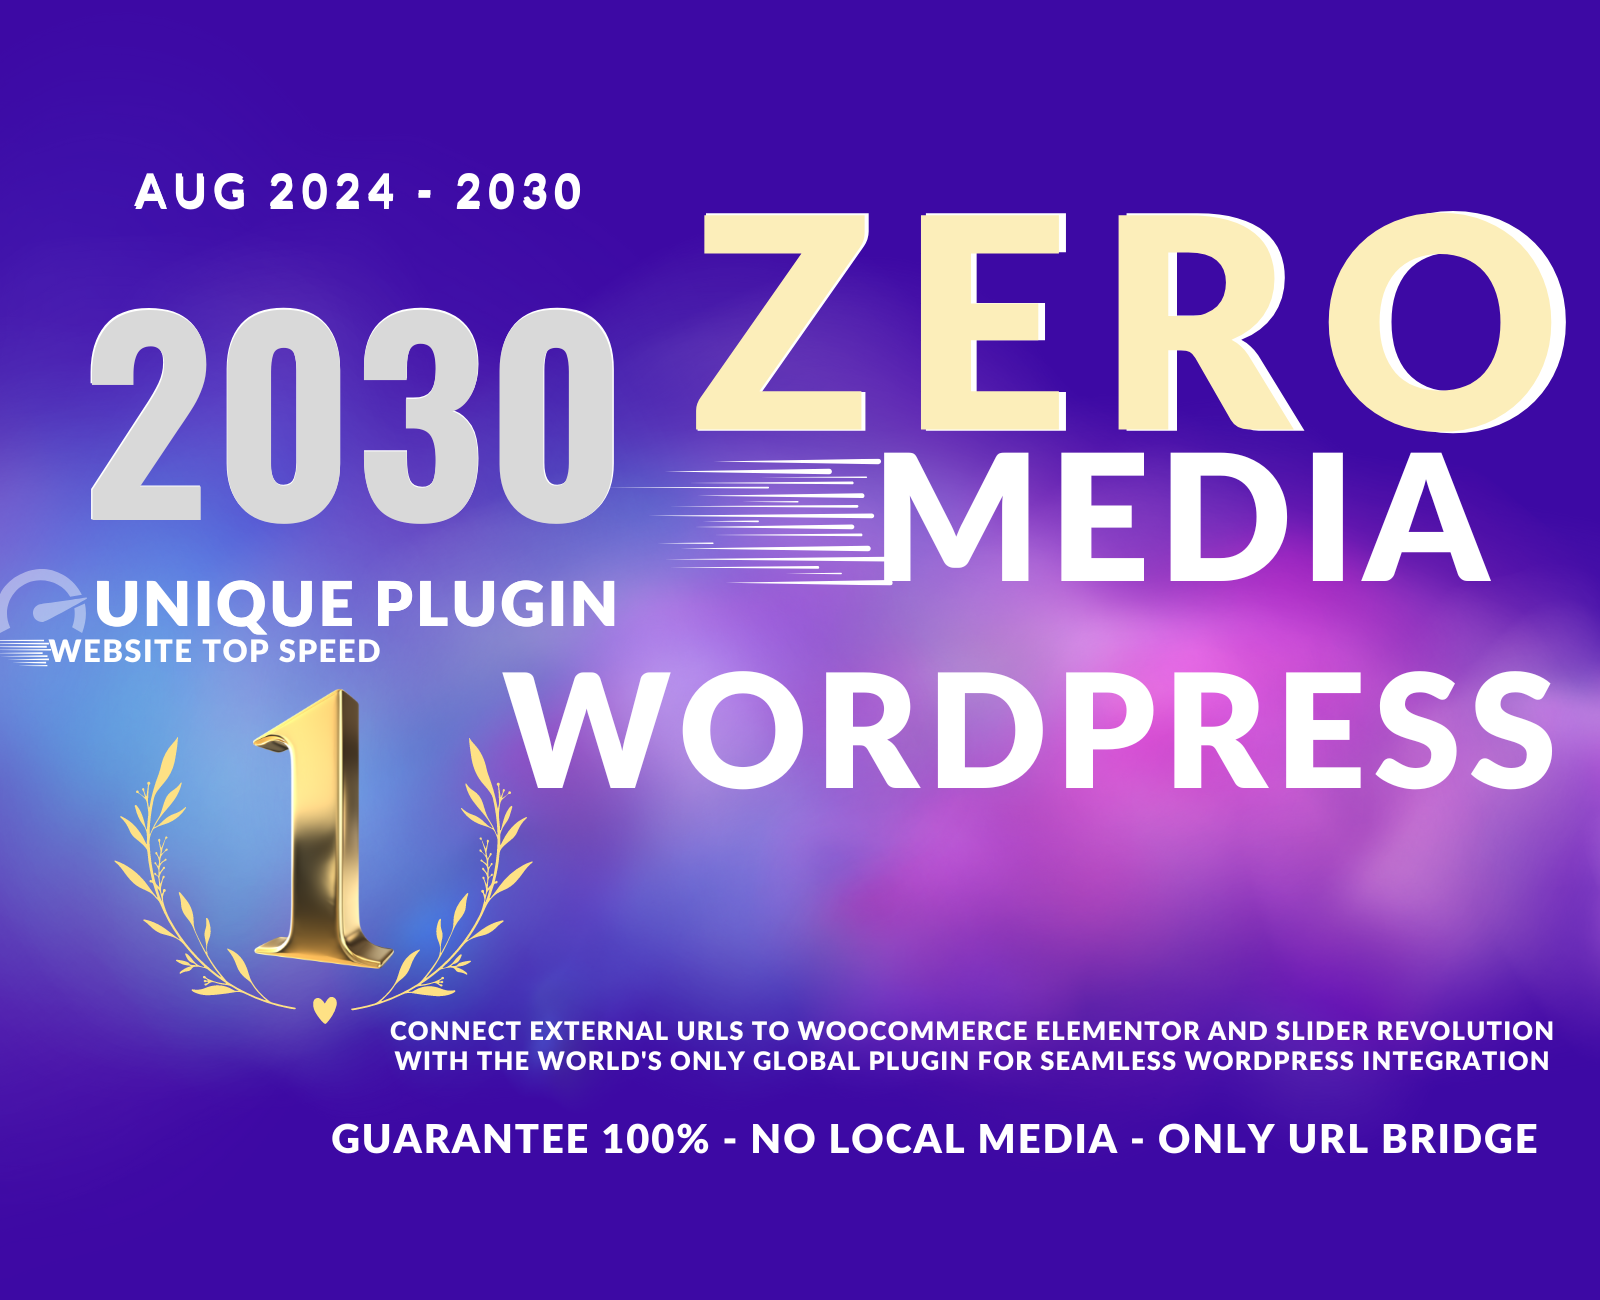 AUG 2024 - 2030
2030
ZERO
MEDIA
UNIQUE PLUGIN
WEBSITE TOP SPEED
WORDPRESS
1
CONNECT EXTERNAL URLS TO WOOCOMMERCE ELEMENTOR AND SLIDER REVOLUTION
WITH THE WORLD'S ONLY GLOBAL PLUGIN FOR SEAMLESS WORDPRESS INTEGRATION
GUARANTEE 100% - NO LOCAL MEDIA - ONLY URL BRIDGE